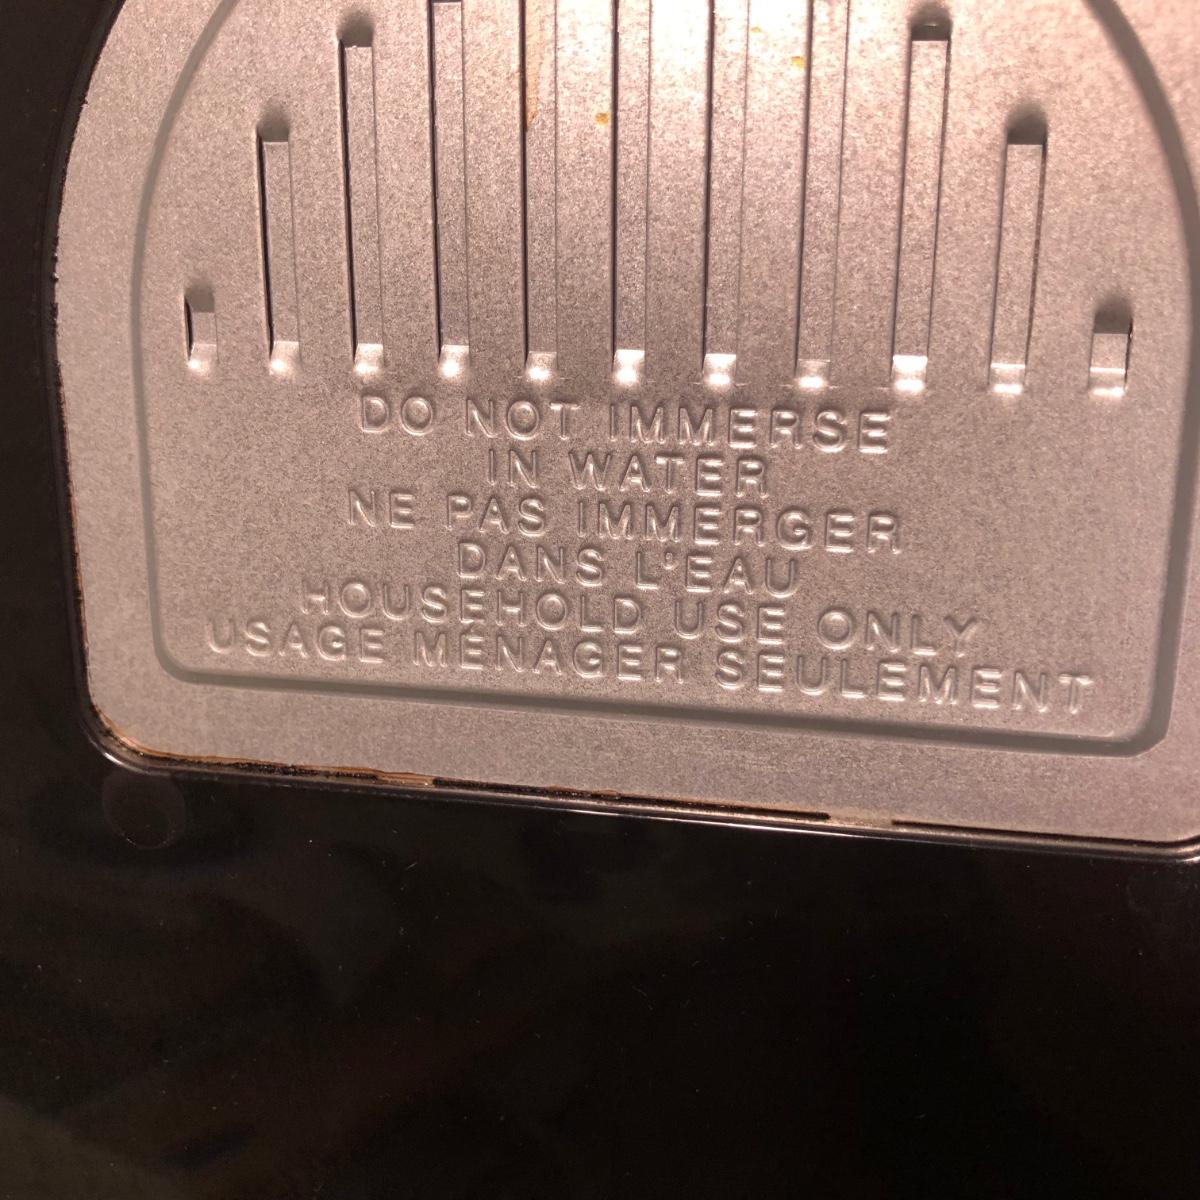 DO NOT IMMERSE
IN WATER
NE PAS IMMERGER
DANS L'EAU
HOUSEHOLD USE ONLY
USAGE MÉNAGER SEULEMENT